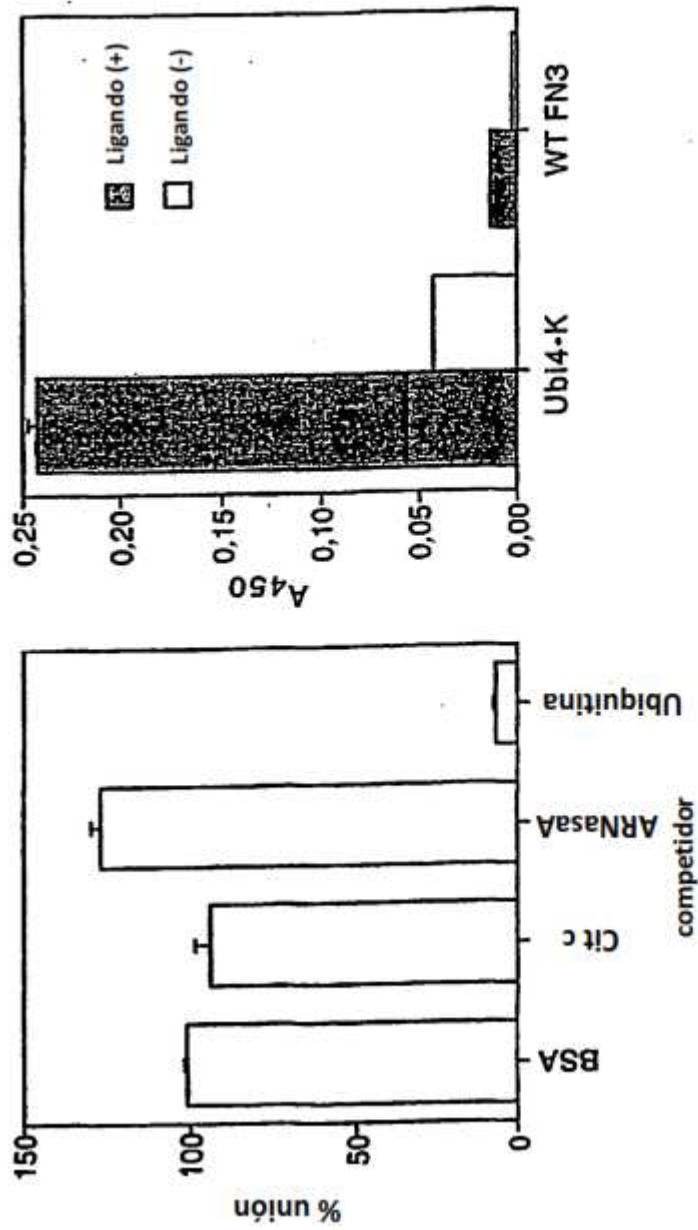 % unión
150
100
50
0
BSA
Cit c
ARNasaA
Ubiquitina
competidor
A450
0,25
0,20
0,15
0,10
0,05
0,00
Ubi4-K
WT FN3
Ligando (+)
Ligando (-)